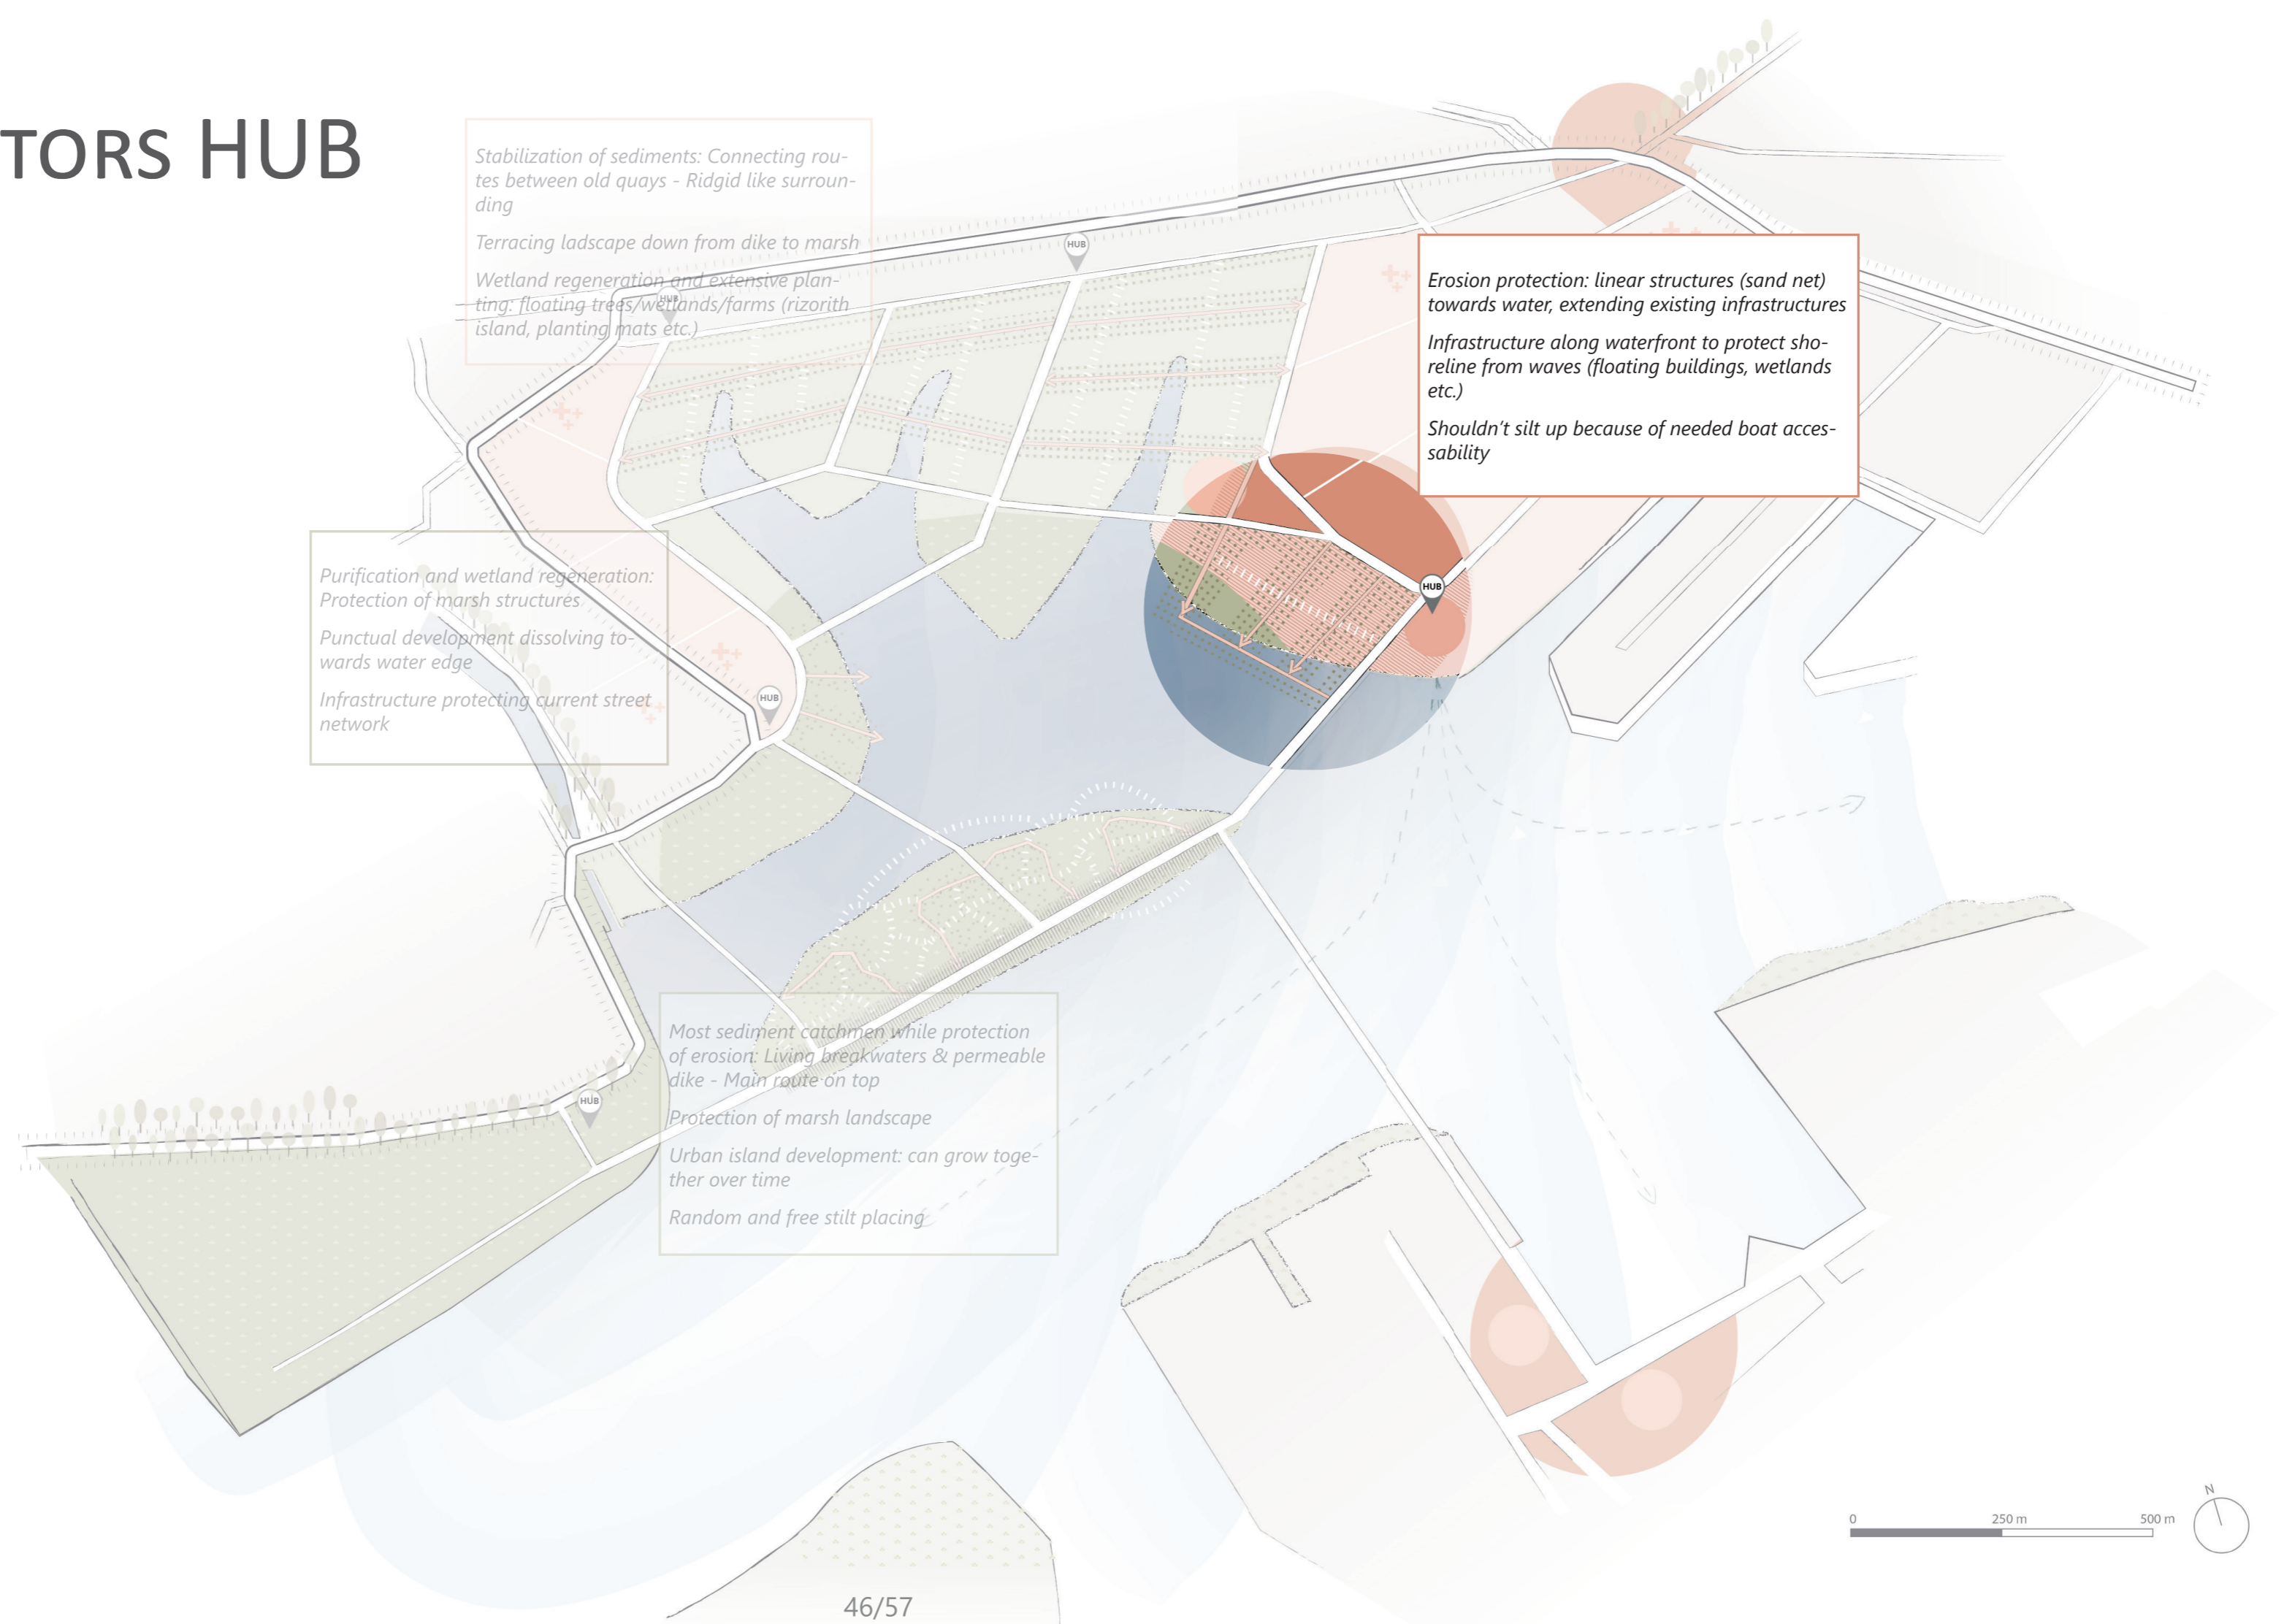 TORS HUB
Stabilization of sediments: Connecting rou-
tes between old quays - Ridgid like surroun-
ding
Terracing ladscape down from dike to marsh
Wetland regeneration and extensive plan-
ting: floating trees/wetlands/farms (rizorith
island, planting mats etc.)
HUB
HUB
Erosion protection: linear structures (sand net)
towards water, extending existing infrastructures
Infrastructure along waterfront to protect sho-
reline from waves (floating buildings, wetlands
etc.)
Shouldn't silt up because of needed boat acces-
sability
Purification and wetland regeneration:
Protection of marsh structures
Punctual development dissolving to-
wards water edge
Infrastructure protecting current street
network
HUB
HUB
Most sediment catchmen while protection
of erosion: Living breakwaters & permeable
dike - Main route on top
Protection of marsh landscape
Urban island development: can grow toge-
ther over time
Random and free stilt placing
HUB
N
0 250 m 500 m
46/57